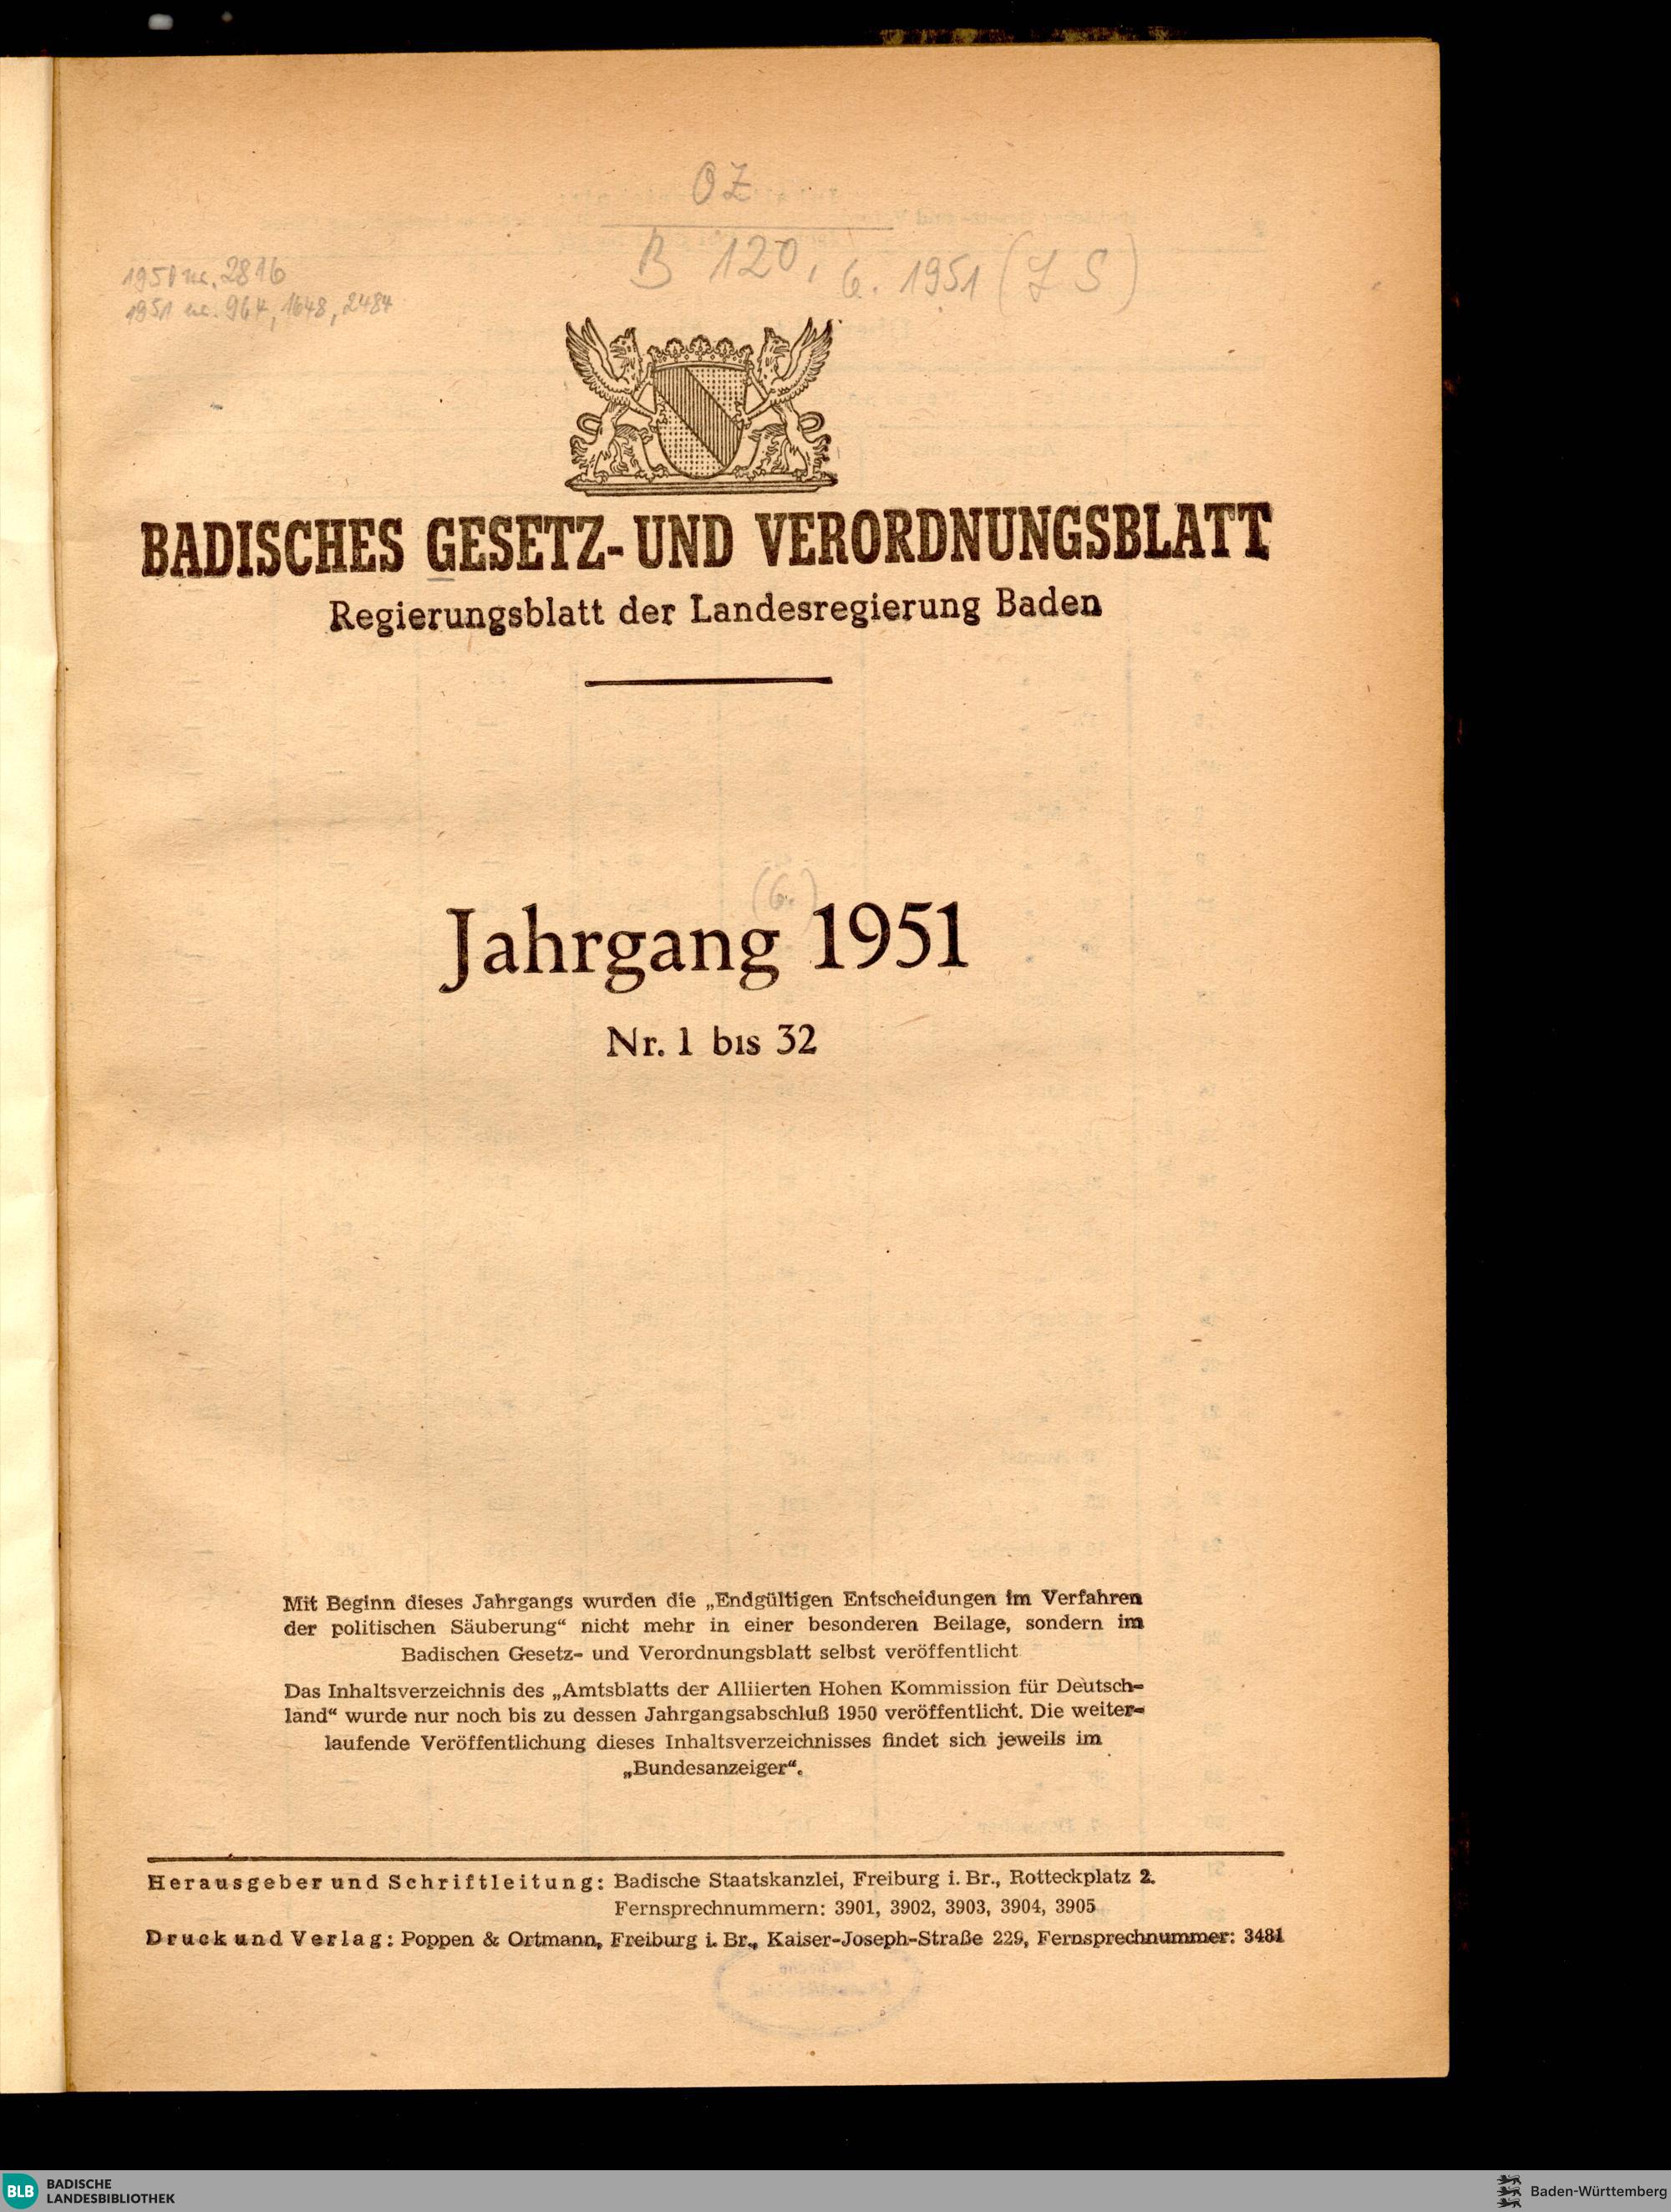 OZ
B 120, 6. 1951 (LS)
1950 nr. 2816
1951 nr. 964, 1648, 2484
BADISCHES GESETZ- UND VERORDNUNGSBLATT
Regierungsblatt der Landesregierung Baden
(6.)
Jahrgang 1951
Nr. 1 bis 32
Mit Beginn dieses Jahrgangs wurden die „Endgültigen Entscheidungen im Verfahren
der politischen Säuberung“ nicht mehr in einer besonderen Beilage, sondern im
Badischen Gesetz- und Verordnungsblatt selbst veröffentlicht
Das Inhaltsverzeichnis des „Amtsblatts der Alliierten Hohen Kommission für Deutsch-
land“ wurde nur noch bis zu dessen Jahrgangsabschluß 1950 veröffentlicht. Die weiter-
laufende Veröffentlichung dieses Inhaltsverzeichnisses findet sich jeweils im
„Bundesanzeiger“.
Herausgeber und Schriftleitung: Badische Staatskanzlei, Freiburg i. Br., Rotteckplatz 2.
Fernsprechnummern: 3901, 3902, 3903, 3904, 3905
Druck und Verlag: Poppen & Ortmann, Freiburg i. Br., Kaiser-Joseph-Straße 229, Fernsprechnummer: 3481
BLB BADISCHE
LANDESBIBLIOTHEK
Baden-Württemberg